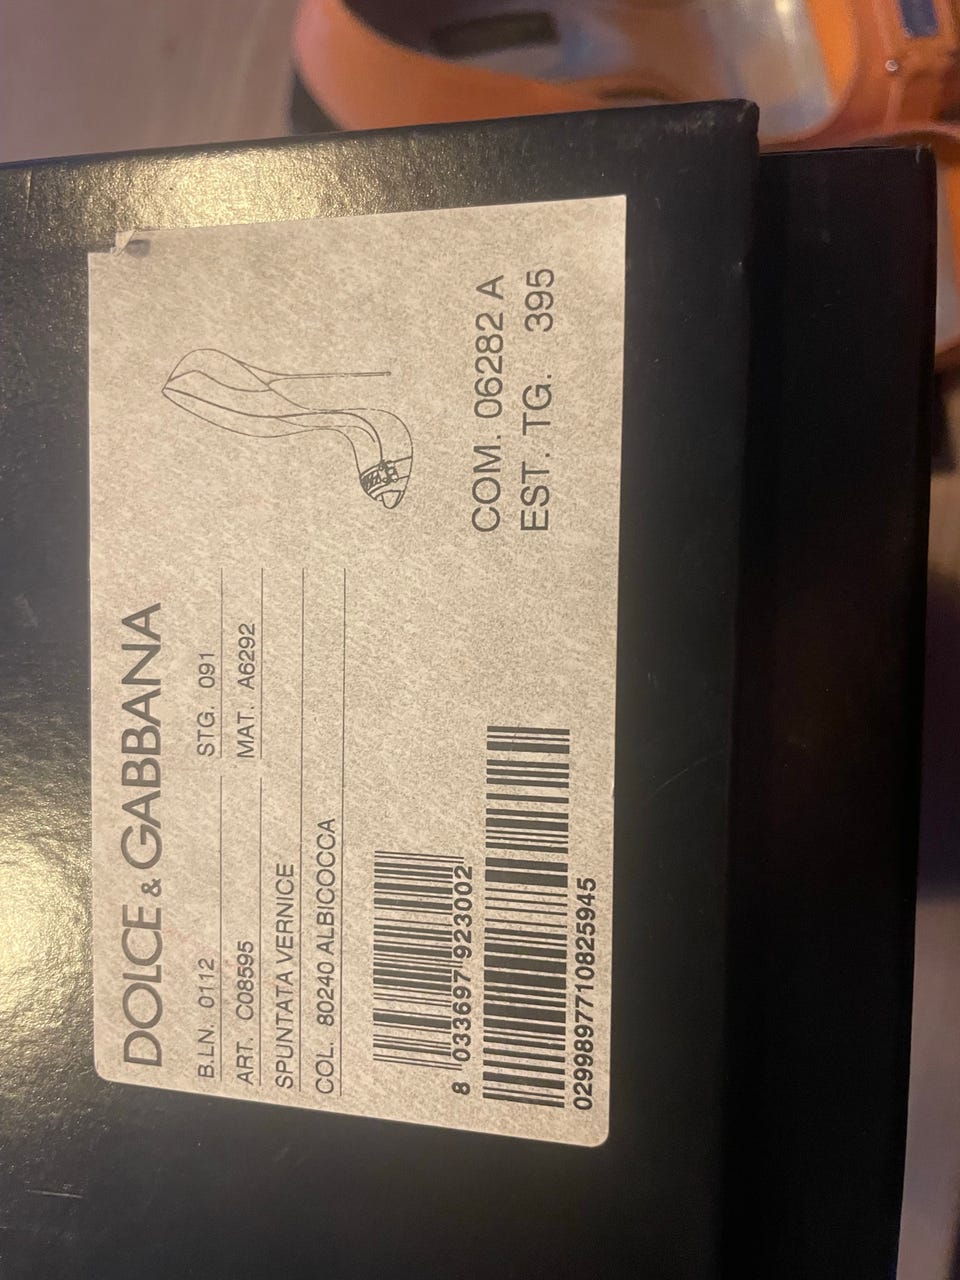 DOLCE & GABBANA
B.LN. 0112 STG. 091
ART. C08595 MAT. A6292
SPUNTATA VERNICE
COL. 80240 ALBICOCCA
8 033697 923002
COM. 06282 A
EST. TG. 395
0299897710825945